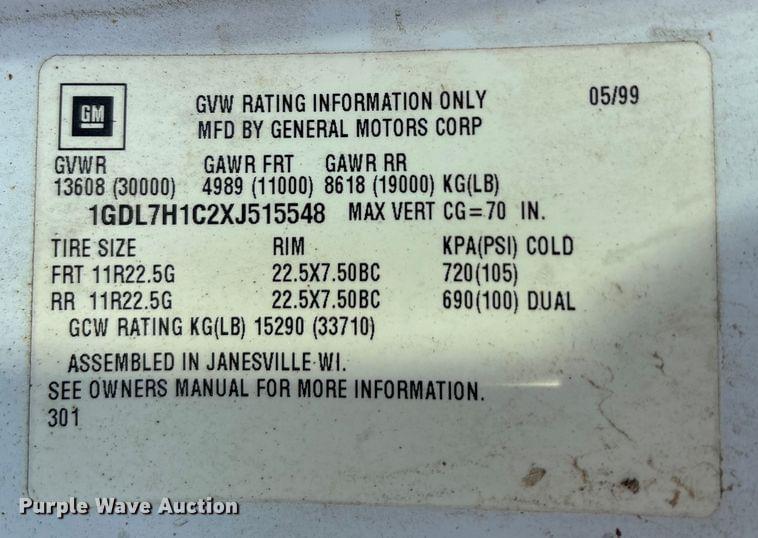 GM
GVW RATING INFORMATION ONLY 05/99
MFD BY GENERAL MOTORS CORP
GVWR GAWR FRT GAWR RR
13608 (30000) 4989 (11000) 8618 (19000) KG(LB)
1GDL7H1C2XJ515548 MAX VERT CG=70 IN.
TIRE SIZE RIM KPA(PSI) COLD
FRT 11R22.5G 22.5X7.50BC 720(105)
RR 11R22.5G 22.5X7.50BC 690(100) DUAL
GCW RATING KG(LB) 15290 (33710)
ASSEMBLED IN JANESVILLE WI.
SEE OWNERS MANUAL FOR MORE INFORMATION.
301
Purple Wave Auction